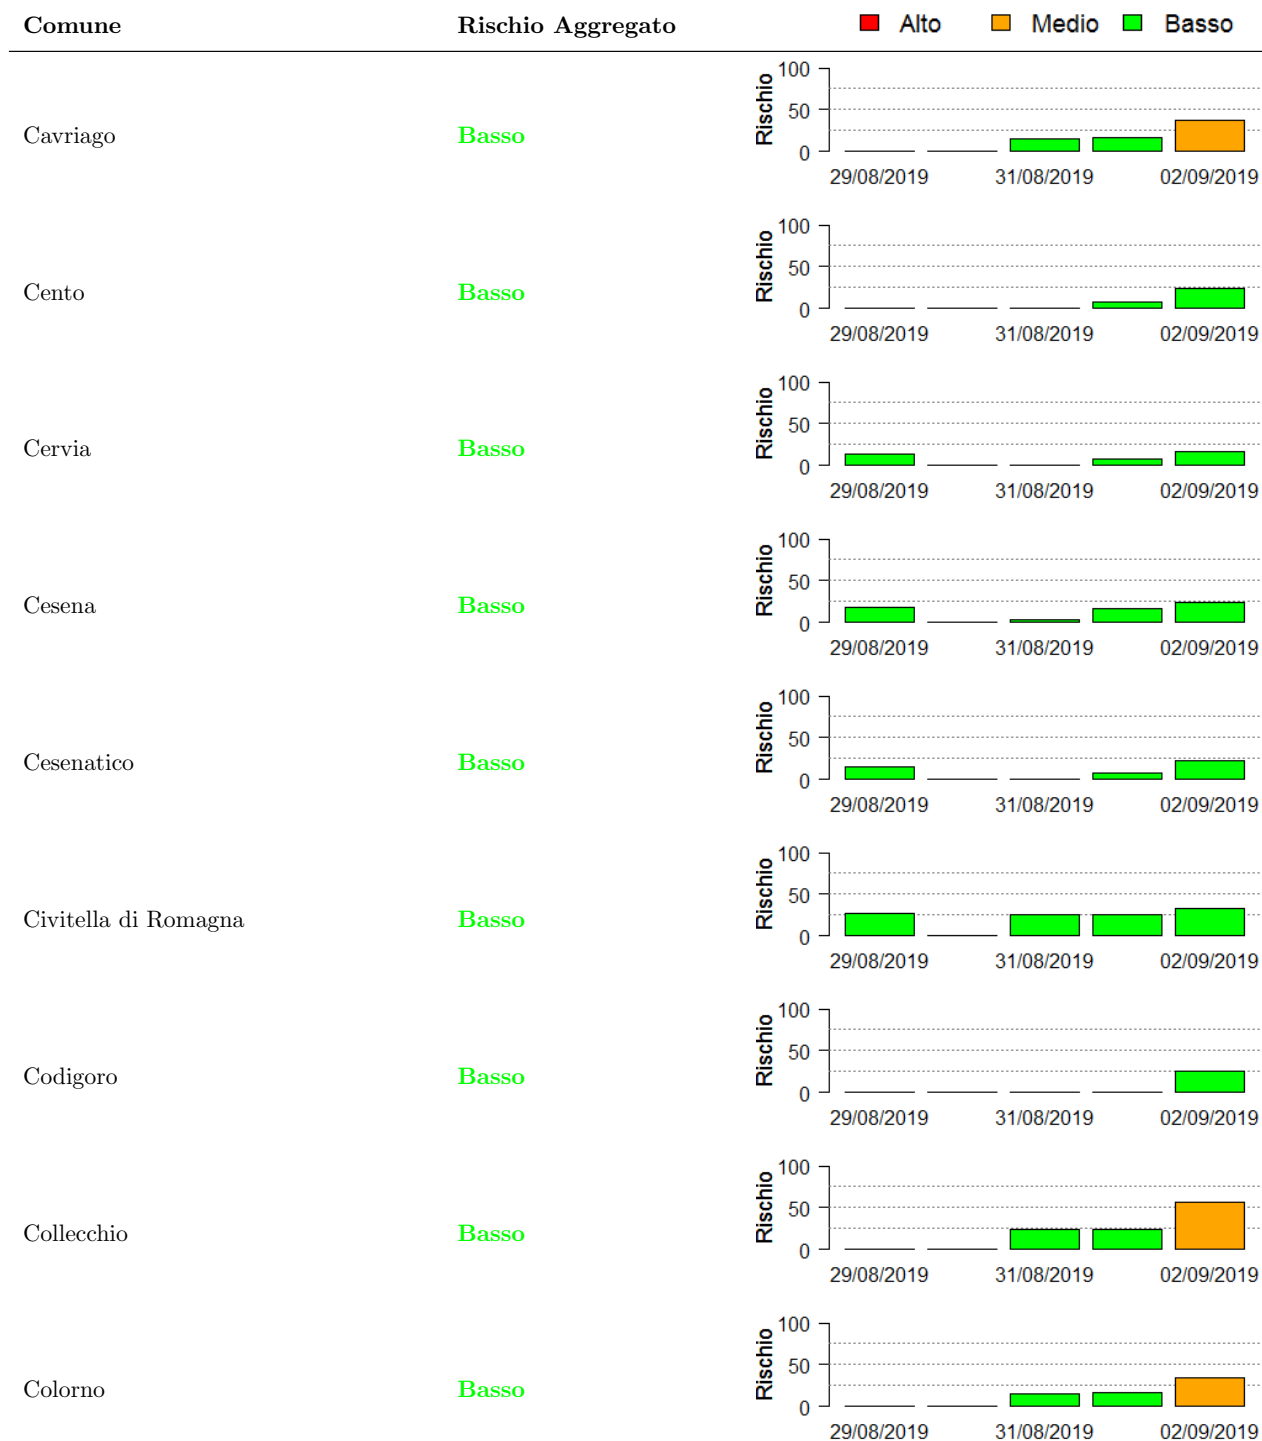 Comune Rischio Aggregato Alto Medio Basso
Cavriago Basso Rischio 100 50 0
29/08/2019 31/08/2019 02/09/2019
Cento Basso Rischio 100 50 0
29/08/2019 31/08/2019 02/09/2019
Cervia Basso Rischio 100 50 0
29/08/2019 31/08/2019 02/09/2019
Cesena Basso Rischio 100 50 0
29/08/2019 31/08/2019 02/09/2019
Cesenatico Basso Rischio 100 50 0
29/08/2019 31/08/2019 02/09/2019
Civitella di Romagna Basso Rischio 100 50 0
29/08/2019 31/08/2019 02/09/2019
Codigoro Basso Rischio 100 50 0
29/08/2019 31/08/2019 02/09/2019
Collecchio Basso Rischio 100 50 0
29/08/2019 31/08/2019 02/09/2019
Colorno Basso Rischio 100 50 0
29/08/2019 31/08/2019 02/09/2019